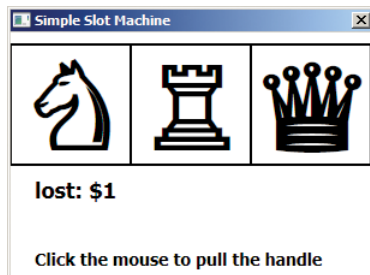 Simple Slot Machine
lost: $1
Click the mouse to pull the handle